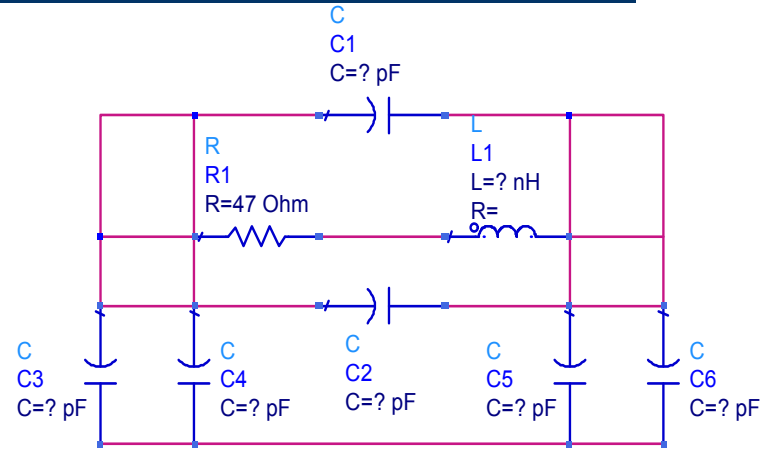 C
C1
C=? pF
R
R1
R=47 Ohm
L
L1
L=? nH
R=
C
C3
C=? pF
C
C4
C=? pF
C
C2
C=? pF
C
C5
C=? pF
C
C6
C=? pF